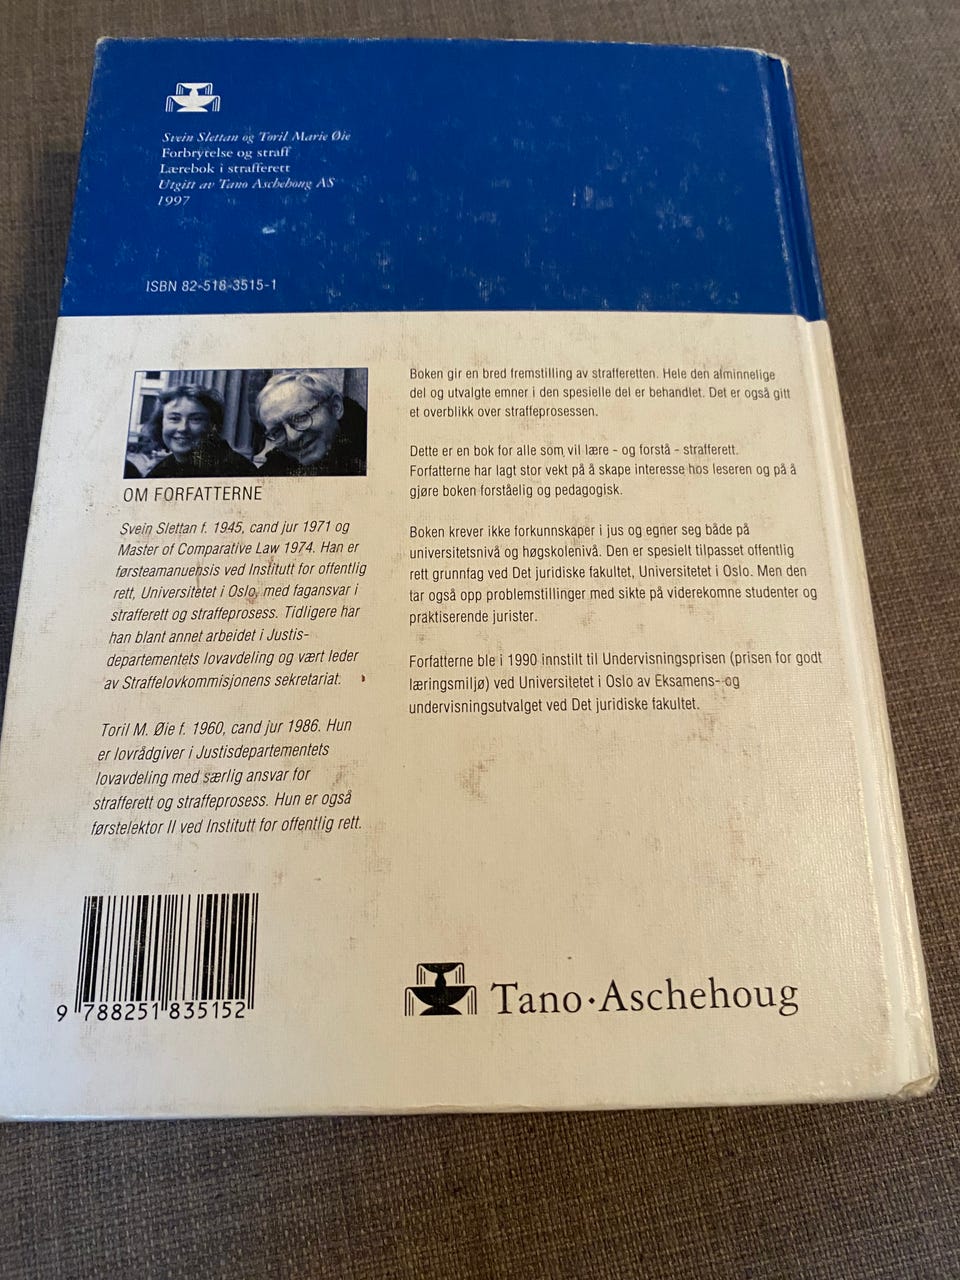 Svein Slettan og Toril Marie Øie
Forbrytelse og straff
Lærebok i strafferett
Utgitt av Tano Aschehoug AS
1997
ISBN 82-518-3515-1
OM FORFATTERNE
Svein Slettan f. 1945, cand jur 1971 og
Master of Comparative Law 1974. Han er
førsteamanuensis ved Institutt for offentlig
rett, Universitetet i Oslo, med fagansvar i
strafferett og straffeprosess. Tidligere har
han blant annet arbeidet i Justis-
departementets lovavdeling og vært leder
av Straffelovkommisjonens sekretariat.
Toril M. Øie f. 1960, cand jur 1986. Hun
er lovrådgiver i Justisdepartementets
lovavdeling med særlig ansvar for
strafferett og straffeprosess. Hun er også
førstelektor II ved Institutt for offentlig rett.
Boken gir en bred fremstilling av strafferetten. Hele den alminnelige
del og utvalgte emner i den spesielle del er behandlet. Det er også gitt
et overblikk over straffeprosessen.
Dette er en bok for alle som vil lære - og forstå - strafferett.
Forfatterne har lagt stor vekt på å skape interesse hos leseren og på å
gjøre boken forståelig og pedagogisk.
Boken krever ikke forkunnskaper i jus og egner seg både på
universitetsnivå og høgskolenivå. Den er spesielt tilpasset offentlig
rett grunnfag ved Det juridiske fakultet, Universitetet i Oslo. Men den
tar også opp problemstillinger med sikte på viderekomne studenter og
praktiserende jurister.
Forfatterne ble i 1990 innstilt til Undervisningsprisen (prisen for godt
læringsmiljø) ved Universitetet i Oslo av Eksamens- og
undervisningsutvalget ved Det juridiske fakultet.
9 788251 835152
Tano·Aschehoug